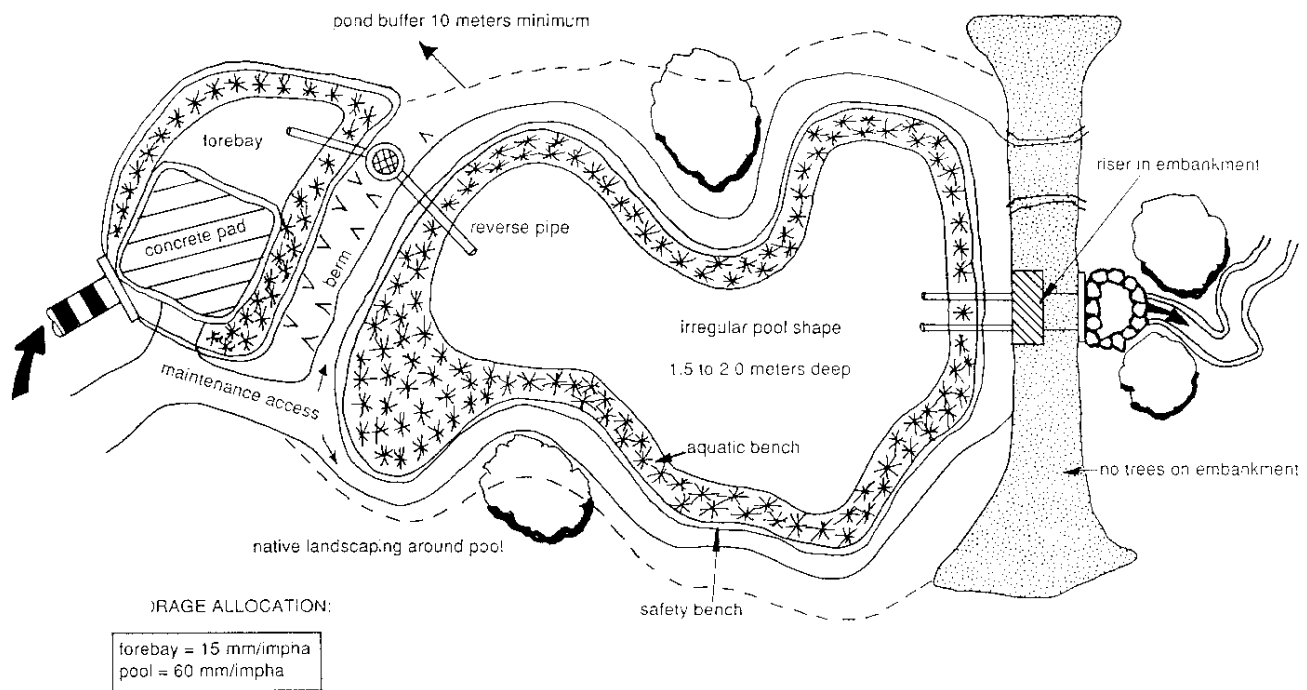 pond buffer 10 meters minimum
forebay
riser in embankment
concrete pad
reverse pipe
berm
irregular pool shape
1.5 to 2.0 meters deep
maintenance access
aquatic bench
no trees on embankment
native landscaping around pool
safety bench
RAGE ALLOCATION:
forebay = 15 mm/impha
pool = 60 mm/impha